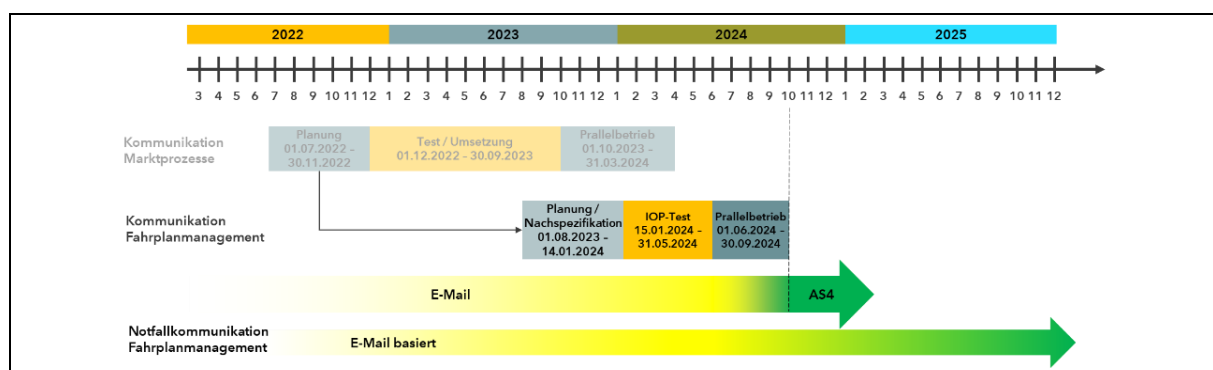 2022 2023 2024 2025
3 4 5 6 7 8 9 10 11 12 1 2 3 4 5 6 7 8 9 10 11 12 1 2 3 4 5 6 7 8 9 10 11 12 1 2 3 4 5 6 7 8 9 10 11 12
Kommunikation
Marktprozesse
Planung
01.07.2022 –
30.11.2022
Test / Umsetzung
01.12.2022 – 30.09.2023
Prallelbetrieb
01.10.2023 –
31.03.2024
Kommunikation
Fahrplanmanagement
Planung /
Nachspezifikation
01.08.2023 –
14.01.2024
IOP-Test
15.01.2024 –
31.05.2024
Prallelbetrieb
01.06.2024 –
30.09.2024
E-Mail
AS4
Notfallkommunikation
Fahrplanmanagement
E-Mail basiert